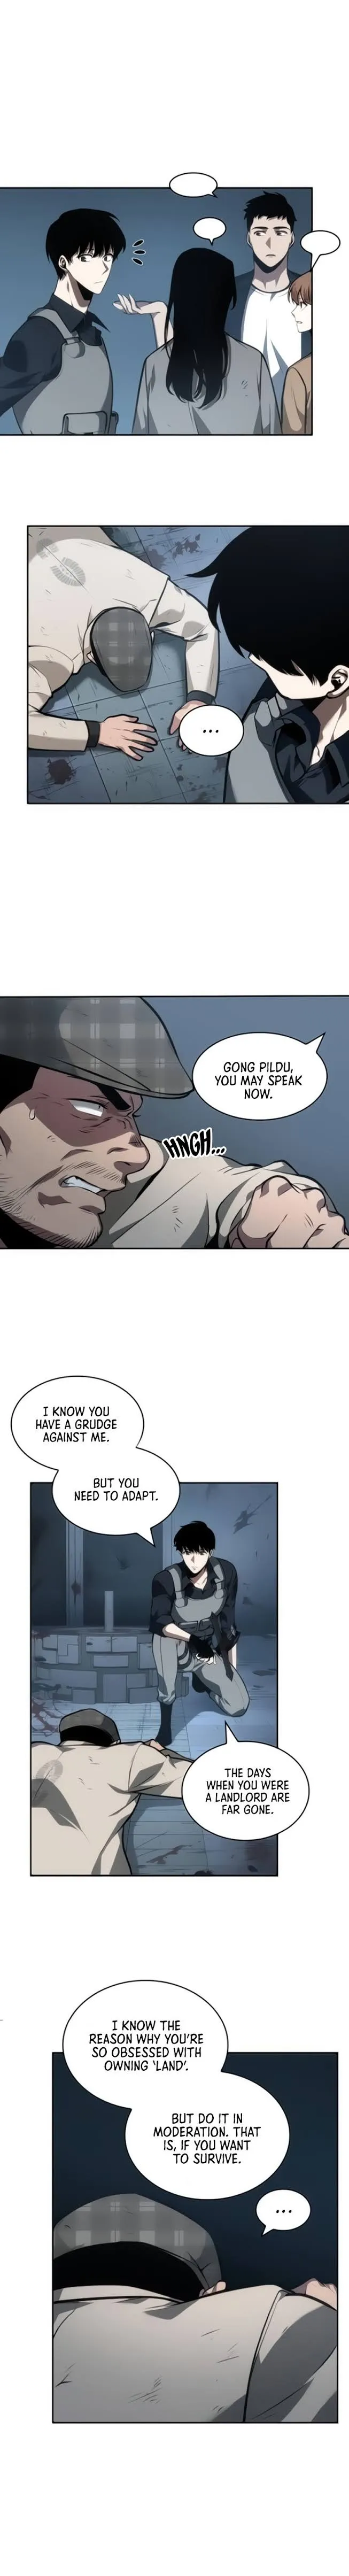 ...
GONG PILDU,
YOU MAY SPEAK
NOW.
HNGH...
I KNOW YOU
HAVE A GRUDGE
AGAINST ME.
BUT YOU
NEED TO ADAPT.
THE DAYS
WHEN YOU WERE
A LANDLORD ARE
FAR GONE.
I KNOW THE
REASON WHY YOU'RE
SO OBSESSED WITH
OWNING 'LAND'.
BUT DO IT IN
MODERATION. THAT
IS, IF YOU WANT
TO SURVIVE.
...